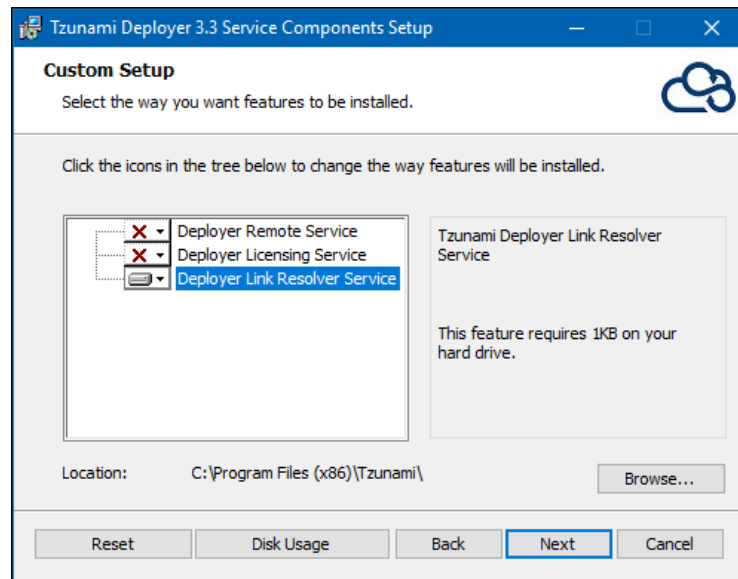 Tzunami Deployer 3.3 Service Components Setup
Custom Setup
Select the way you want features to be installed.
Click the icons in the tree below to change the way features will be installed.
Deployer Remote Service
Deployer Licensing Service
Deployer Link Resolver Service
Tzunami Deployer Link Resolver
Service
This feature requires 1KB on your
hard drive.
Location: C:\Program Files (x86)\Tzunami\
Browse...
Reset Disk Usage Back Next Cancel